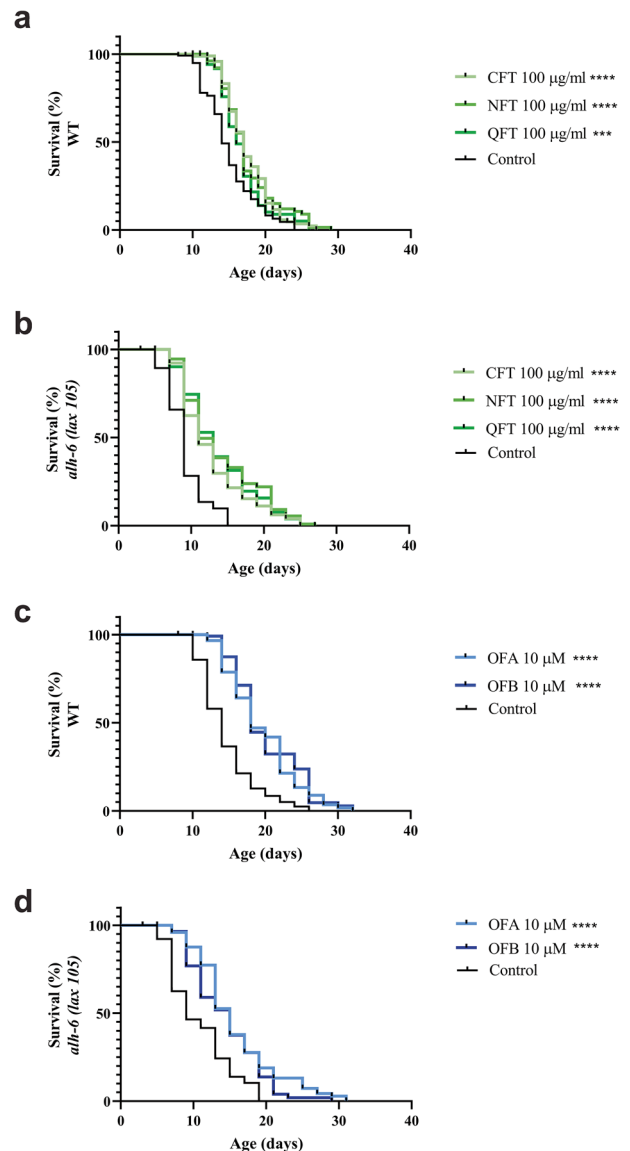 a
100
50
0
Survival (%)
WT
0 10 20 30 40
Age (days)
CFT 100 μg/ml ****
NFT 100 μg/ml ****
QFT 100 μg/ml ***
Control
b
100
50
0
Survival (%)
alh-6 (lax 105)
0 10 20 30 40
Age (days)
CFT 100 μg/ml ****
NFT 100 μg/ml ****
QFT 100 μg/ml ****
Control
c
100
50
0
Survival (%)
WT
0 10 20 30 40
Age (days)
OFA 10 μM ****
OFB 10 μM ****
Control
d
100
50
0
Survival (%)
alh-6 (lax 105)
0 10 20 30 40
Age (days)
OFA 10 μM ****
OFB 10 μM ****
Control